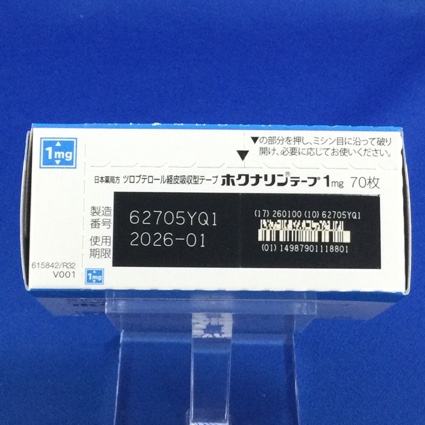 1mg
▼の部分を押し、ミシン目に沿って破り
開け、必要に応じてお使いください。
日本薬局方 ツロブテロール経皮吸収型テープ ホクナリン®テープ1mg 70枚
製造番号 62705YQ1
使用期限 2026-01
(17) 260100 (10) 62705YQ1
(01) 14987901118801
615842/R32
V001
1mg